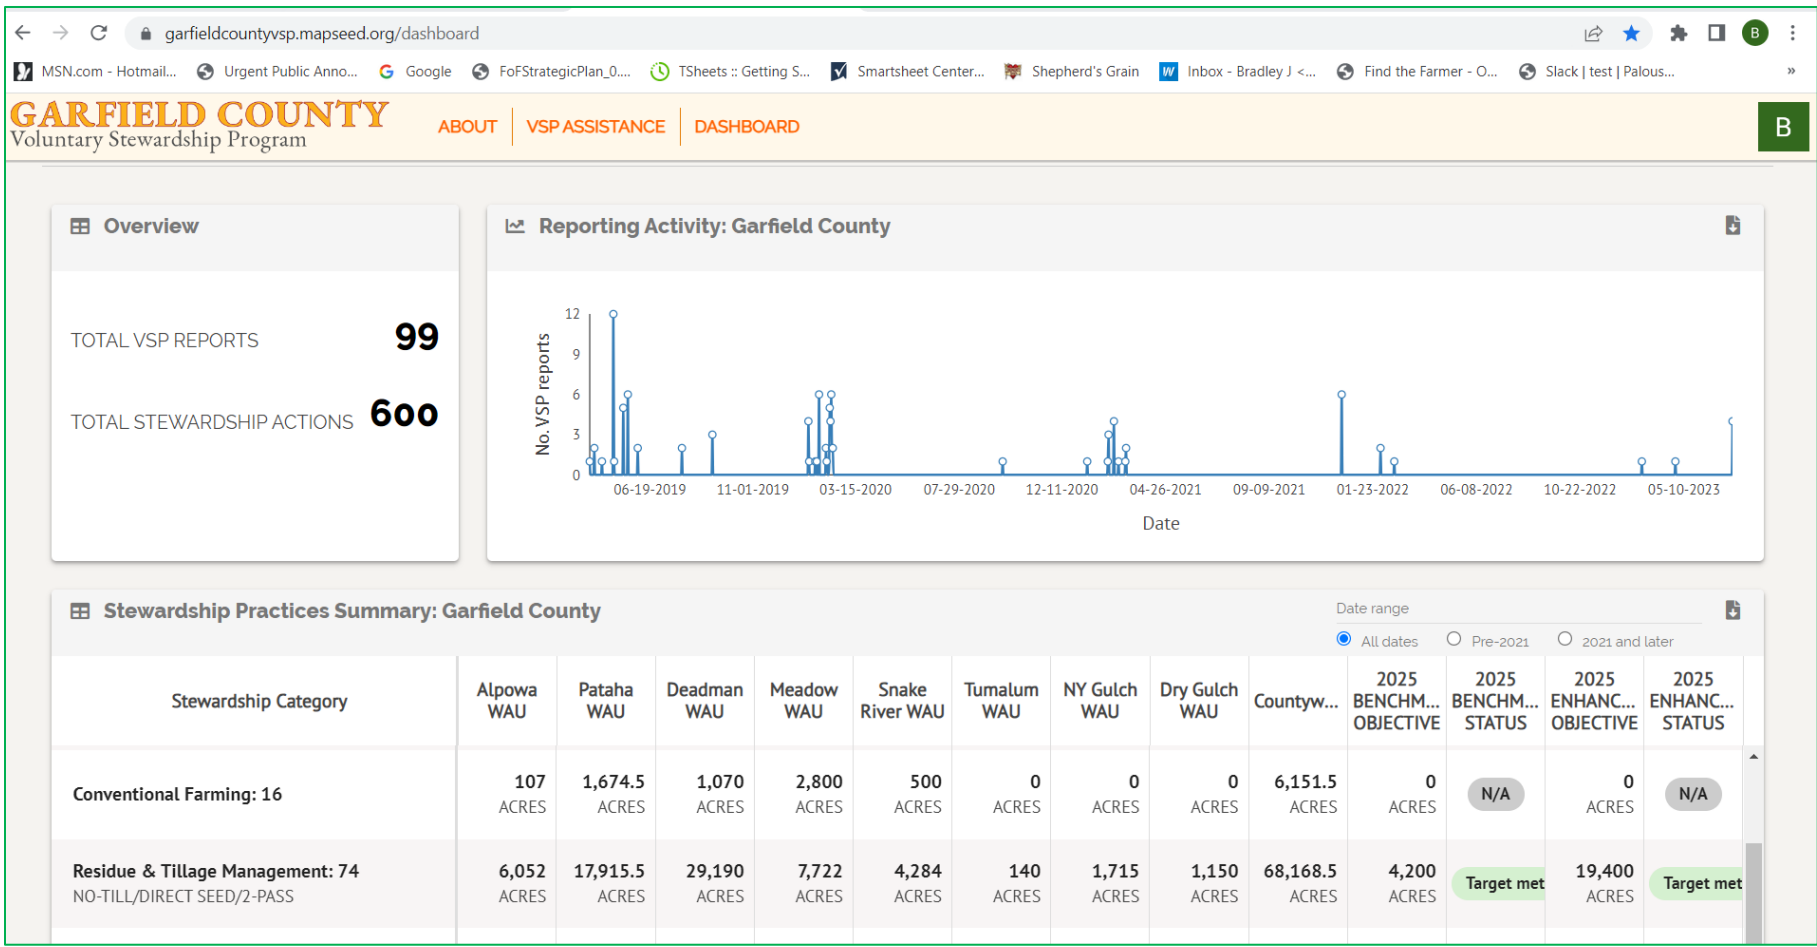 garfieldcountyvsp.mapseed.org/dashboard
B
MSN.com - Hotmail... Urgent Public Anno... Google FoFStrategicPlan_0.... TSheets :: Getting S... Smartsheet Center... Shepherd's Grain Inbox - Bradley J <... Find the Farmer - O... Slack | test | Palous... »
GARFIELD COUNTY
Voluntary Stewardship Program
ABOUT VSP ASSISTANCE DASHBOARD
B
Overview
TOTAL VSP REPORTS 99
TOTAL STEWARDSHIP ACTIONS 600
Reporting Activity: Garfield County
No. VSP reports
12
9
6
3
0
06-19-2019 11-01-2019 03-15-2020 07-29-2020 12-11-2020 04-26-2021 09-09-2021 01-23-2022 06-08-2022 10-22-2022 05-10-2023
Date
Stewardship Practices Summary: Garfield County
Date range
All dates Pre-2021 2021 and later
Stewardship Category
Alpowa WAU
Pataha WAU
Deadman WAU
Meadow WAU
Snake River WAU
Tumalum WAU
NY Gulch WAU
Dry Gulch WAU
Countyw...
2025 BENCHM... OBJECTIVE
2025 BENCHM... STATUS
2025 ENHANC... OBJECTIVE
2025 ENHANC... STATUS
Conventional Farming: 16
107 1,674.5 1,070 2,800 500 0 0 0 6,151.5 0 N/A 0 N/A
ACRES ACRES ACRES ACRES ACRES ACRES ACRES ACRES ACRES ACRES ACRES
Residue & Tillage Management: 74
NO-TILL/DIRECT SEED/2-PASS
6,052 17,915.5 29,190 7,722 4,284 140 1,715 1,150 68,168.5 4,200 Target met 19,400 Target met
ACRES ACRES ACRES ACRES ACRES ACRES ACRES ACRES ACRES ACRES ACRES